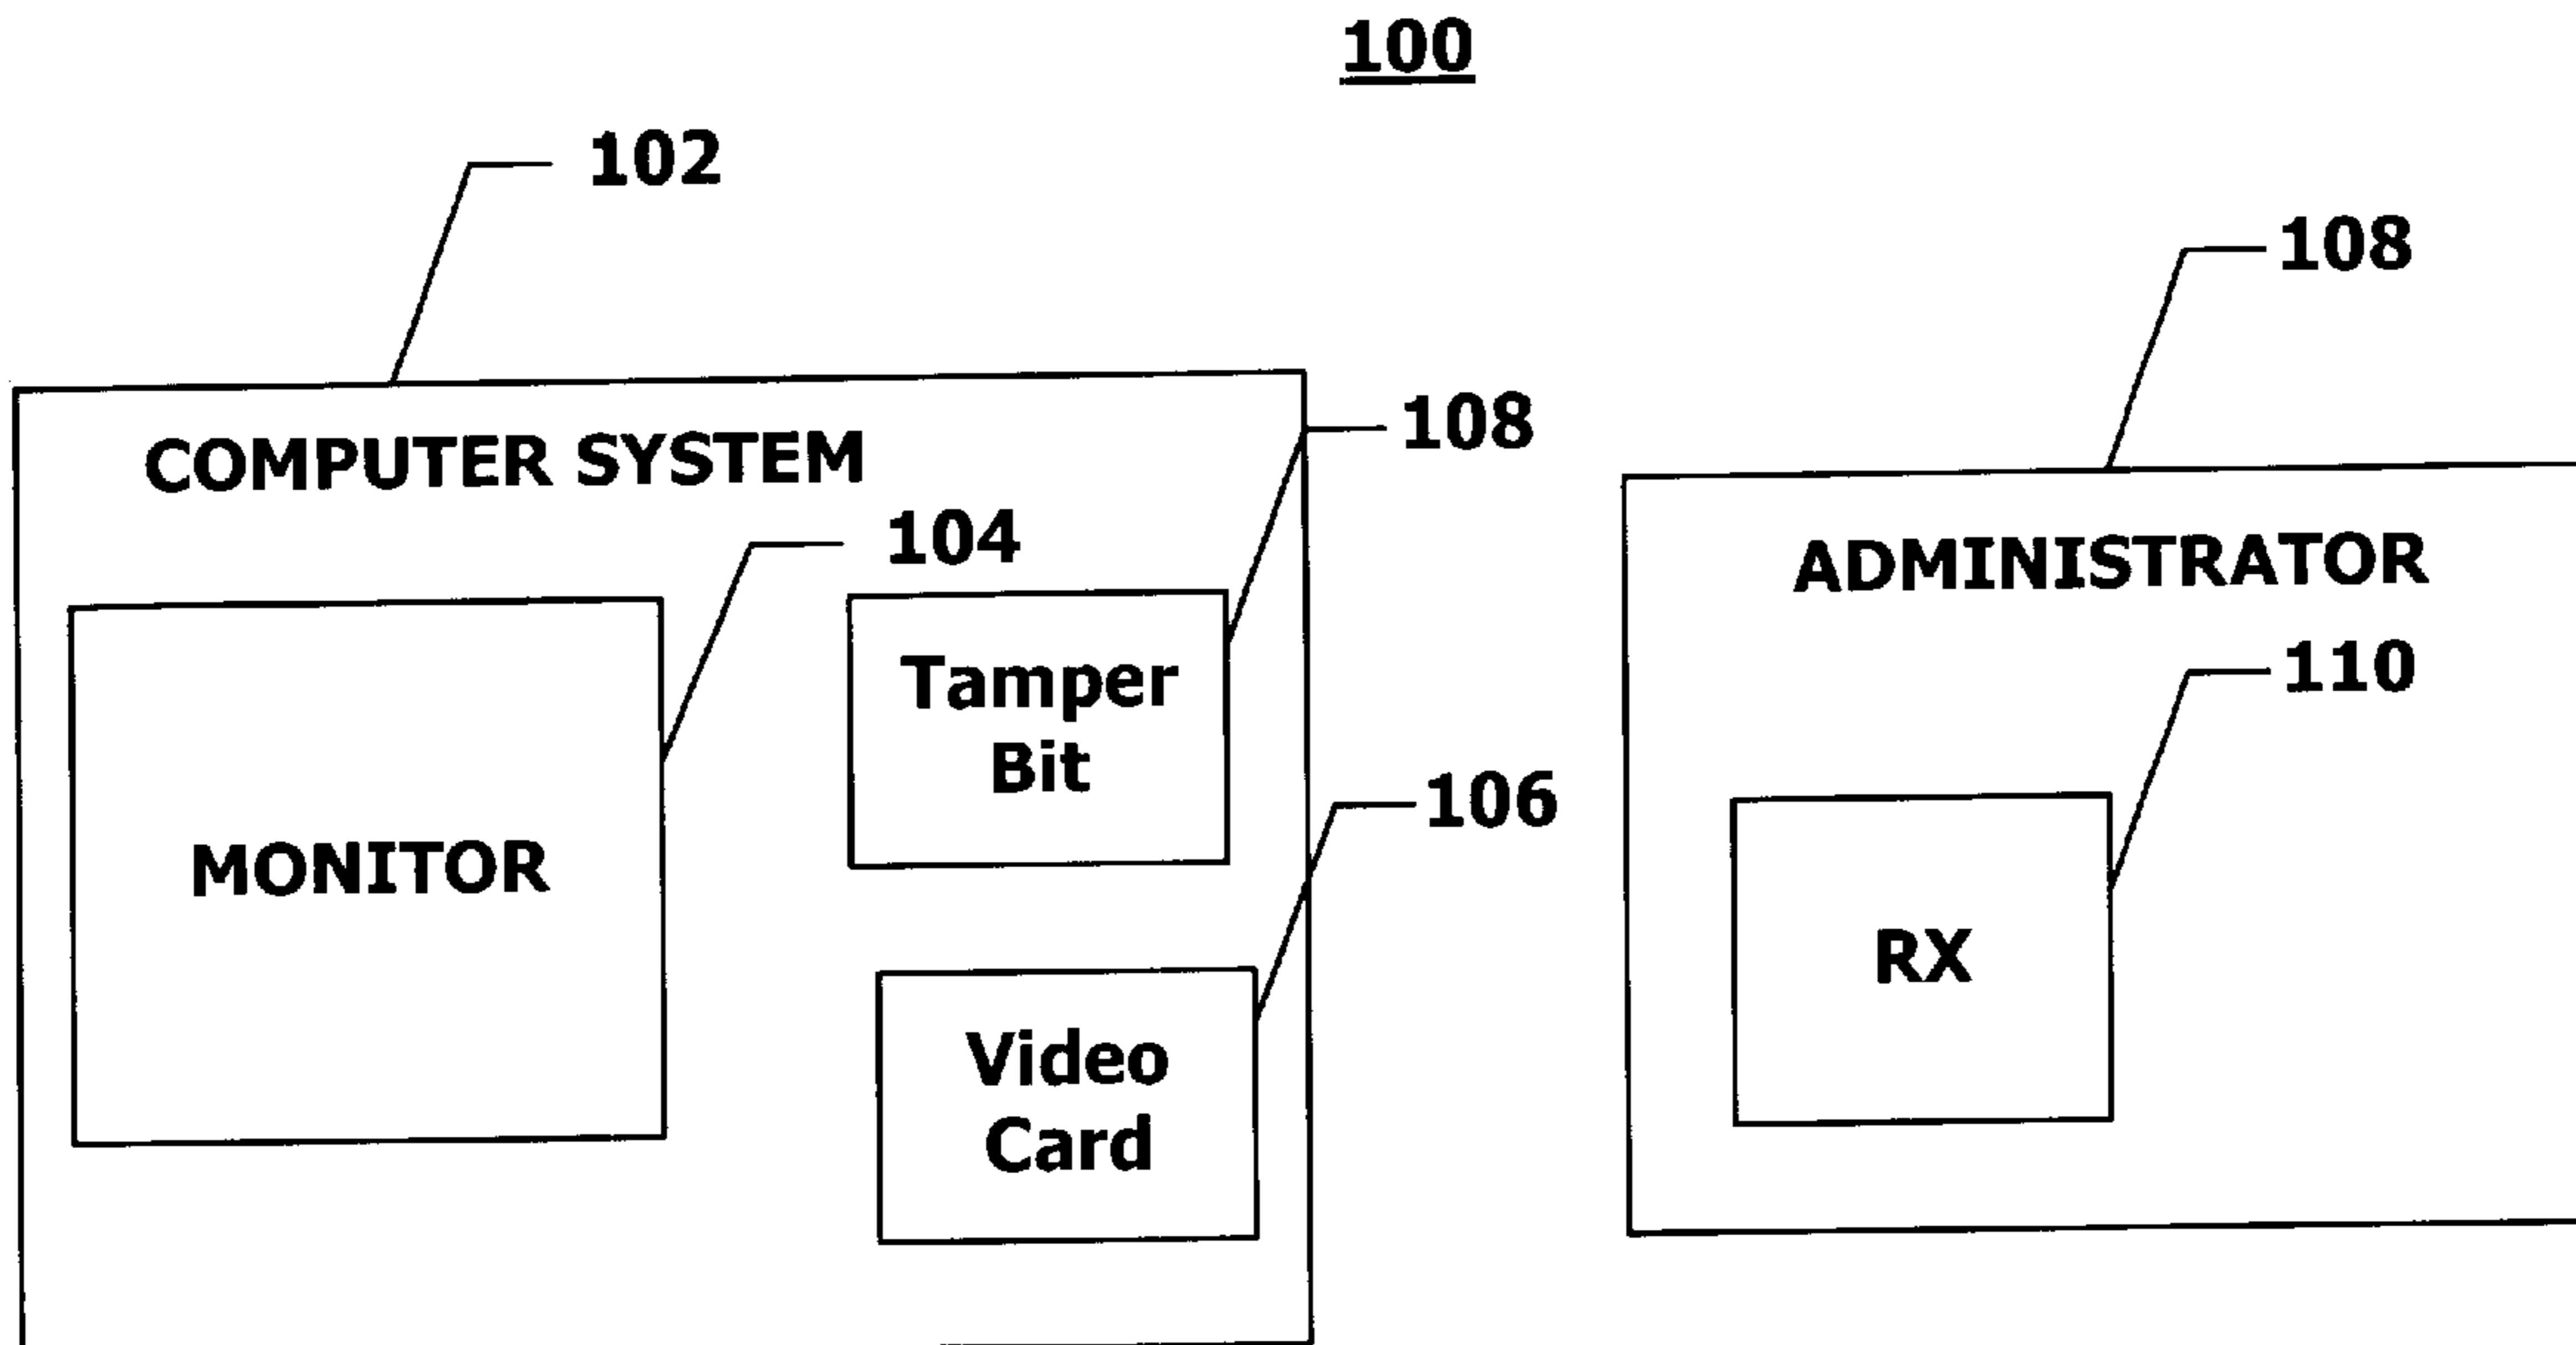 100
102
108
COMPUTER SYSTEM
108
104
ADMINISTRATOR
Tamper
Bit
110
106
MONITOR
RX
Video
Card